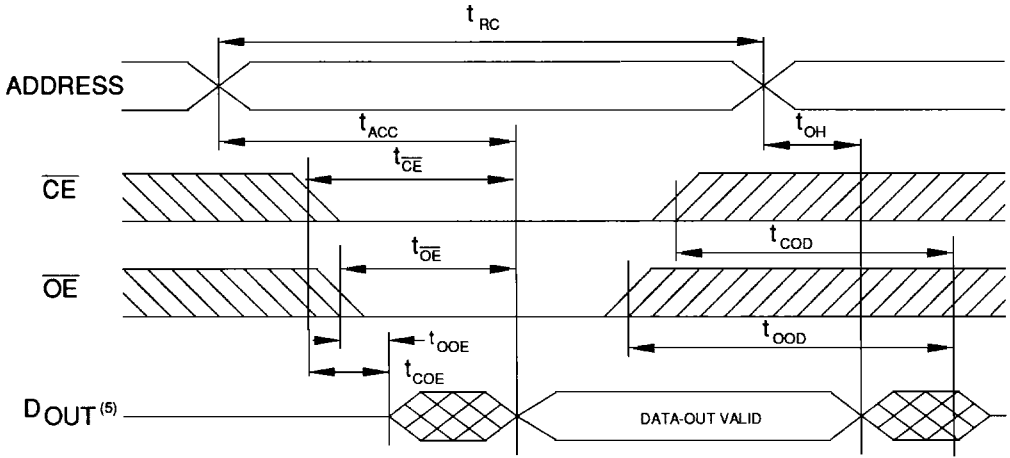 t RC
ADDRESS
t ACC
t OH
CE
t CE
t COD
OE
t OE
t OOE
t OOD
t COE
D OUT (5)
DATA-OUT VALID